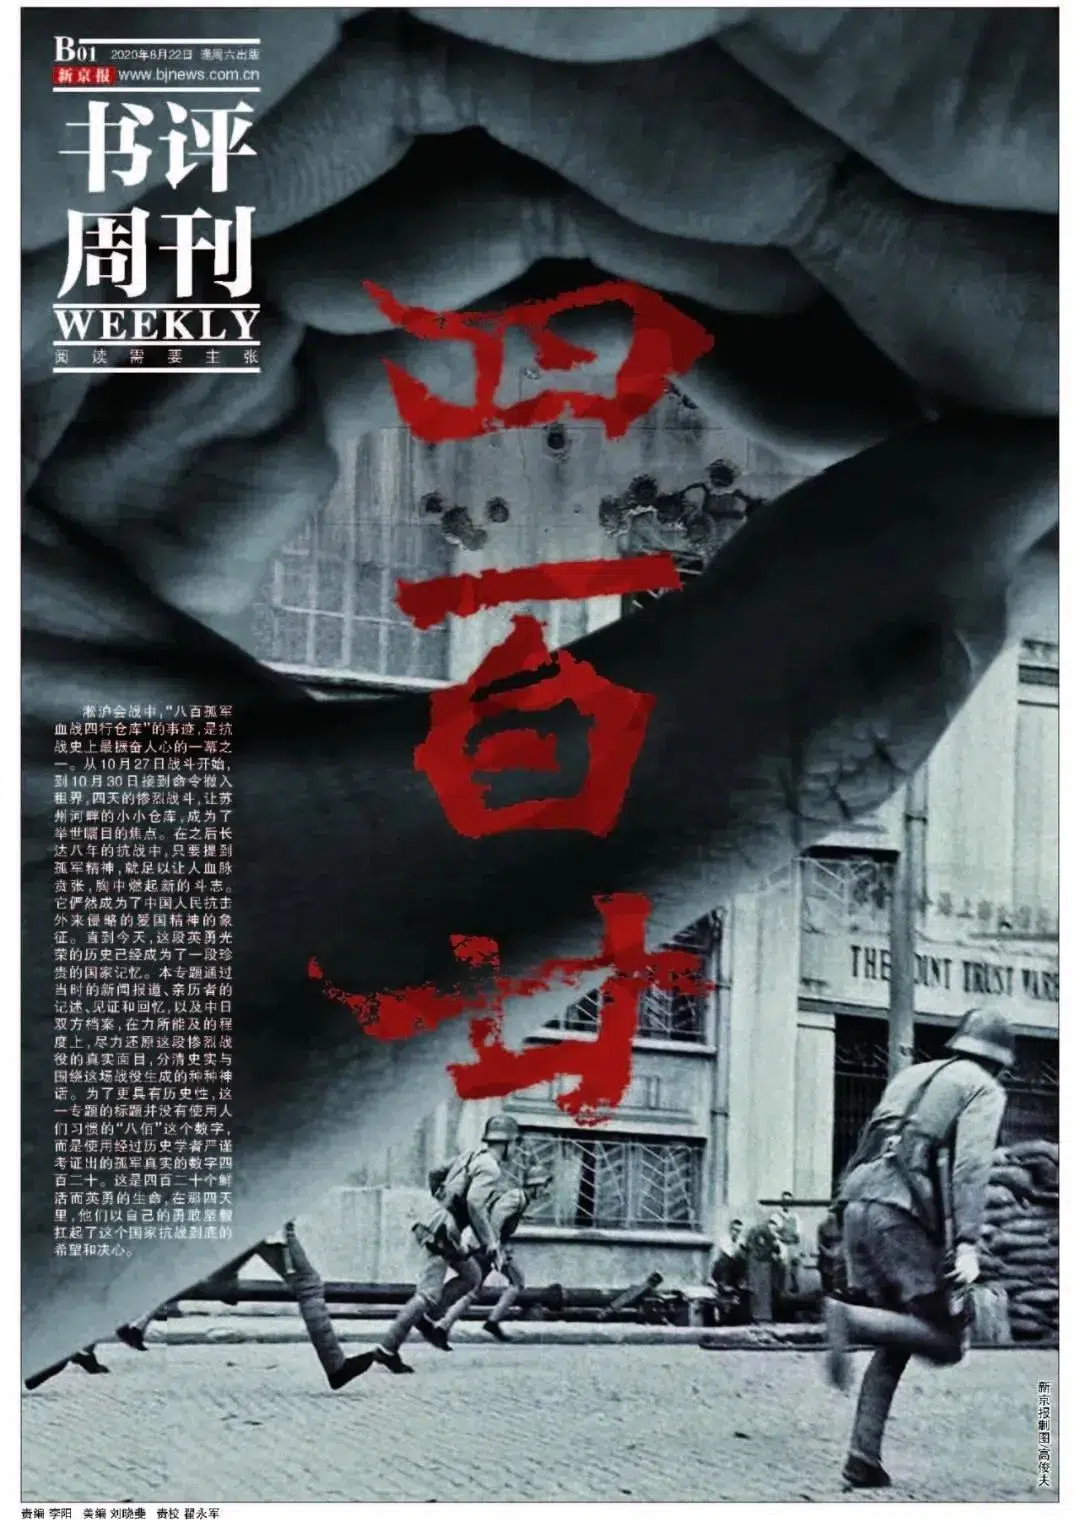 B01 2020年8月22日 逢周六出版
新京报 www.bjnews.com.cn
书评
周刊
WEEKLY
阅读需要主张
四
百
廿
淞沪会战中，“八百孤军
血战四行仓库”的事迹，是抗
战史上最振奋人心的一幕之
一。从10月27日战斗开始，
到10月30日接到命令撤入
租界，四天的惨烈战斗，让苏
州河畔的小小仓库，成为了
举世瞩目的焦点。在之后长
达八年的抗战中，只要提到
孤军精神，就足以让人血脉
贲张，胸中燃起新的斗志。
它俨然成为了中国人民抗击
外来侵略的爱国精神的象
征。直到今天，这段英勇光
荣的历史已经成为了一段珍
贵的国家记忆。本专题通过
当时的新闻报道、亲历者的
记述、见证和回忆，以及中日
双方档案，在力所能及的程
度上，尽力还原这段惨烈战
役的真实面目，分清史实与
围绕这场战役生成的种种神
话。为了更具有历史性，这
一专题的标题并没有使用人
们习惯的“八佰”这个数字，
而是使用经过历史学者严谨
考证出的孤军真实的数字四
百二十。这是四百二十个鲜
活而英勇的生命，在那四天
里，他们以自己的勇敢坚毅
扛起了这个国家抗战到底的
希望和决心。
THE JOINT TRUST WARE
新京报制图/高俊夫
责编 李阳 美编 刘晓斐 责校 翟永军